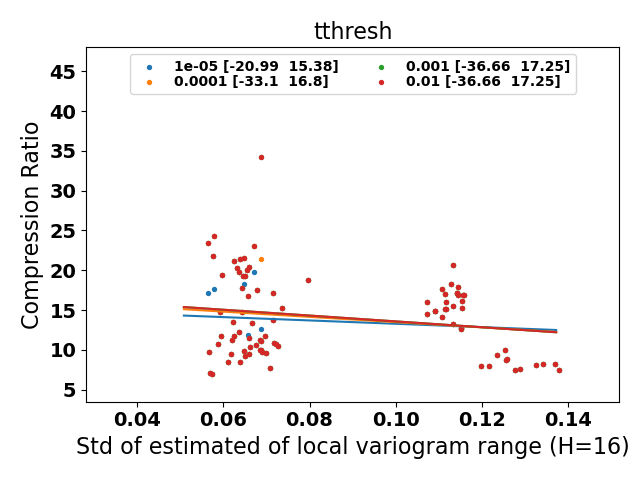 tthresh
1e-05 [-20.99  15.38]
0.0001 [-33.1  16.8]
0.001 [-36.66  17.25]
0.01 [-36.66  17.25]
Compression Ratio
45
40
35
30
25
20
15
10
5
0.04 0.06 0.08 0.10 0.12 0.14
Std of estimated of local variogram range (H=16)